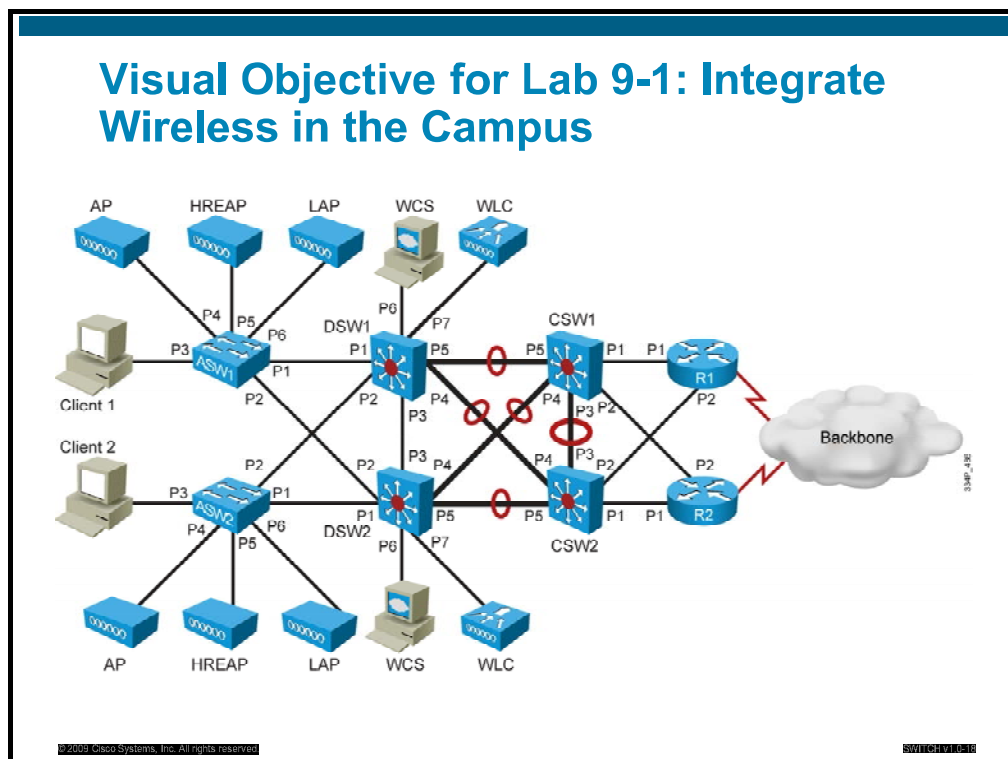 Visual Objective for Lab 9-1: Integrate
Wireless in the Campus
AP
HREAP
LAP
WCS
WLC
P4
P5
P6
P6
P7
DSW1
CSW1
P3
ASW1
P1
P1
P5
P5
P1
P1
R1
Client 1
P2
P2
P4
P4
P2
P2
P3
P3
Backbone
334P_436
Client 2
P2
P2
P3
P4
P3
P4
P2
P2
P3
ASW2
P1
P1
P5
P5
P1
P1
R2
P4
P5
P6
DSW2
P6
P7
CSW2
AP
HREAP
LAP
WCS
WLC
© 2009 Cisco Systems, Inc. All rights reserved.
SWITCH v1.0-18